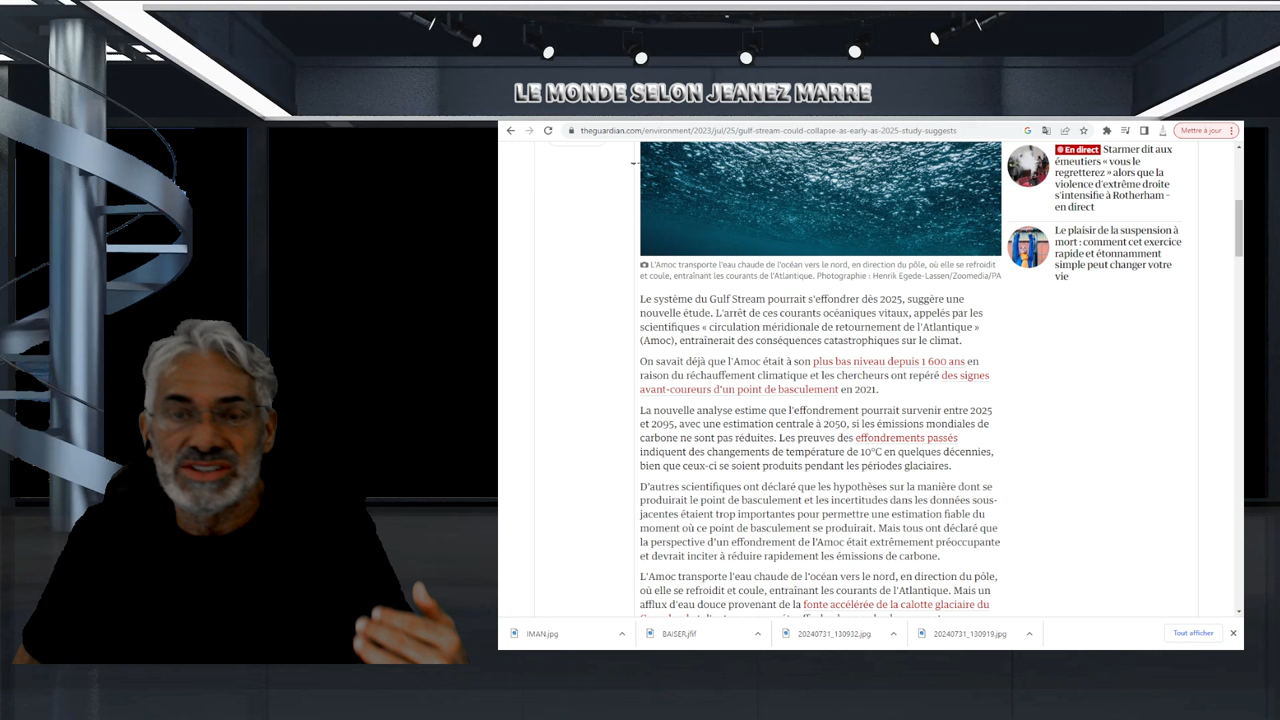 LE MONDE SELON JEANEZ MARRE
theguardian.com/environment/2023/jul/25/gulf-stream-could-collapse-as-early-as-2025-study-suggests
Mettre à jour
En direct Starmer dit aux
émeutiers « vous le
regretterez » alors que la
violence d'extrême droite
s'intensifie à Rotherham –
en direct
Le plaisir de la suspension à
mort : comment cet exercice
rapide et étonnamment
simple peut changer votre
vie
L'Amoc transporte l'eau chaude de l'océan vers le nord, en direction du pôle, où elle se refroidit
et coule, entraînant les courants de l'Atlantique. Photographie : Henrik Egede-Lassen/Zoomedia/PA
Le système du Gulf Stream pourrait s'effondrer dès 2025, suggère une
nouvelle étude. L'arrêt de ces courants océaniques vitaux, appelés par les
scientifiques « circulation méridionale de retournement de l'Atlantique »
(Amoc), entraînerait des conséquences catastrophiques sur le climat.
On savait déjà que l'Amoc était à son plus bas niveau depuis 1 600 ans en
raison du réchauffement climatique et les chercheurs ont repéré des signes
avant-coureurs d'un point de basculement en 2021.
La nouvelle analyse estime que l'effondrement pourrait survenir entre 2025
et 2095, avec une estimation centrale à 2050, si les émissions mondiales de
carbone ne sont pas réduites. Les preuves des effondrements passés
indiquent des changements de température de 10°C en quelques décennies,
bien que ceux-ci se soient produits pendant les périodes glaciaires.
D'autres scientifiques ont déclaré que les hypothèses sur la manière dont se
produirait le point de basculement et les incertitudes dans les données sous-
jacentes étaient trop importantes pour permettre une estimation fiable du
moment où ce point de basculement se produirait. Mais tous ont déclaré que
la perspective d'un effondrement de l'Amoc était extrêmement préoccupante
et devrait inciter à réduire rapidement les émissions de carbone.
L'Amoc transporte l'eau chaude de l'océan vers le nord, en direction du pôle,
où elle se refroidit et coule, entraînant les courants de l'Atlantique. Mais un
afflux d'eau douce provenant de la fonte accélérée de la calotte glaciaire du
IMAN.jpg
BAISER.jfif
20240731_130932.jpg
20240731_130919.jpg
Tout afficher